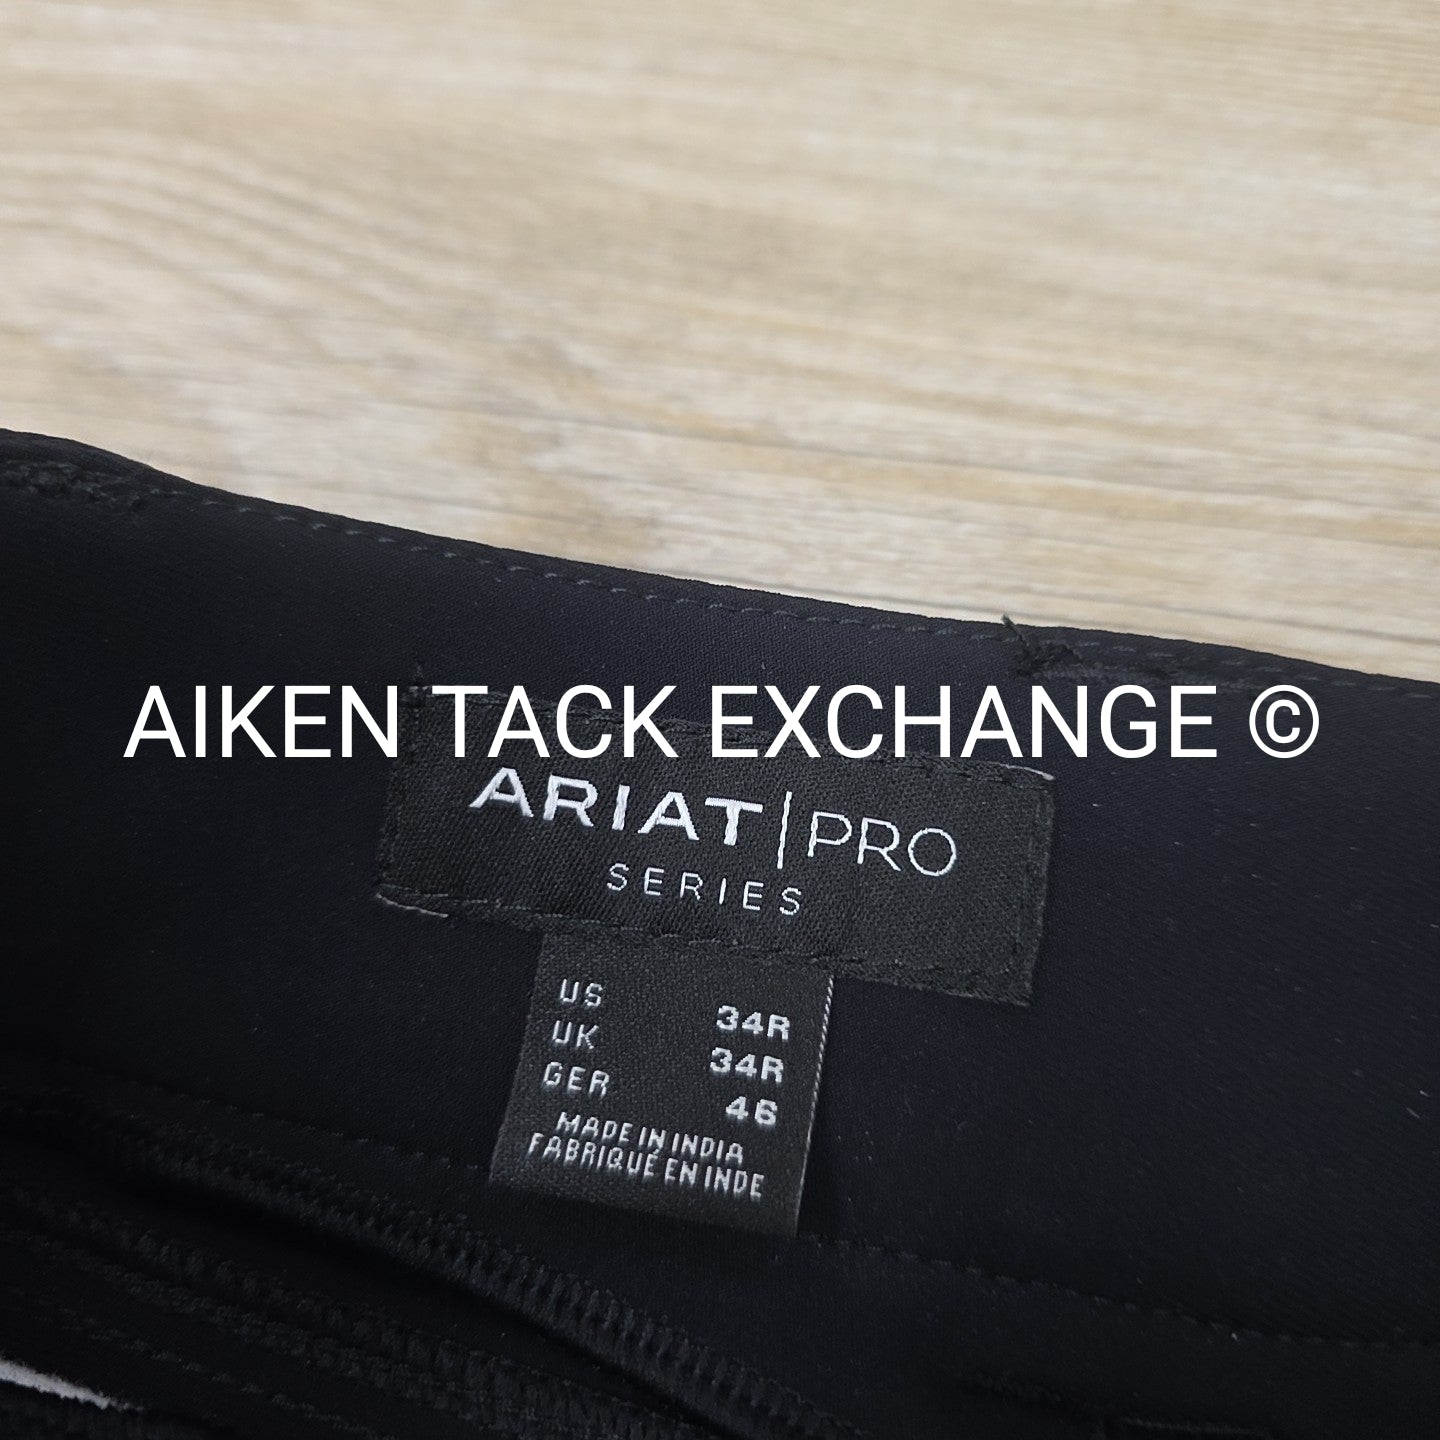 AIKEN TACK EXCHANGE ©
ARIAT|PRO
SERIES
US 34R
UK 34R
GER 46
MADE IN INDIA
FABRIQUÉ EN INDE